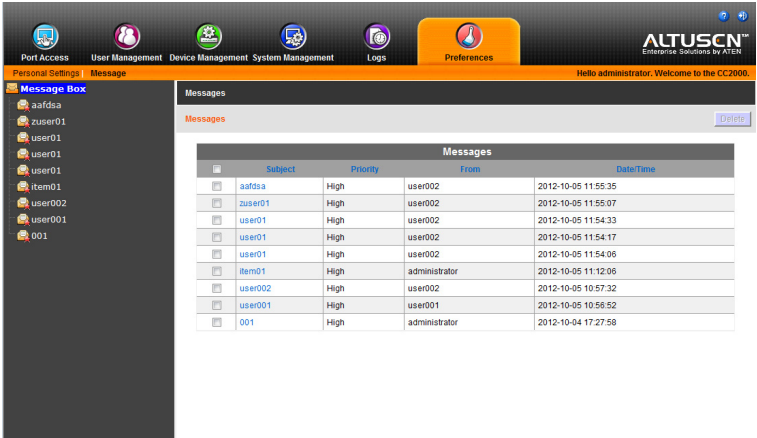 ALTUSCN™
Enterprise Solutions by ATEN
Port Access User Management Device Management System Management Logs Preferences
Personal Settings | Message Hello administrator. Welcome to the CC2000.
Message Box
aafdsa
zuser01
user01
user01
user01
item01
user002
user001
001
Messages
Messages Delete
Messages
Subject Priority From Date/Time
aafdsa High user002 2012-10-05 11:55:35
zuser01 High user002 2012-10-05 11:55:07
user01 High user002 2012-10-05 11:54:33
user01 High user002 2012-10-05 11:54:17
user01 High user002 2012-10-05 11:54:06
item01 High administrator 2012-10-05 11:12:06
user002 High user002 2012-10-05 10:57:32
user001 High user001 2012-10-05 10:56:52
001 High administrator 2012-10-04 17:27:58